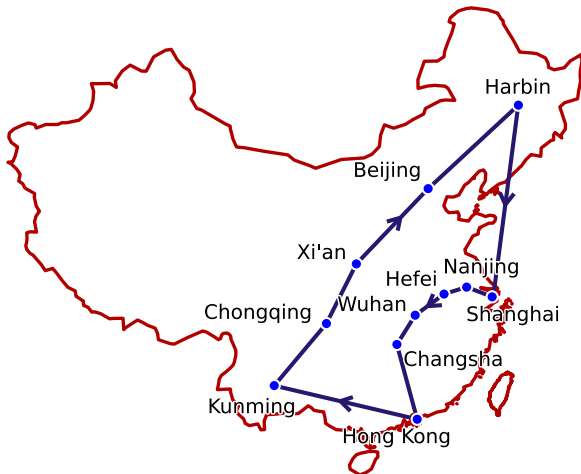 Harbin
Beijing
Xi'an
Nanjing
Hefei
Wuhan
Chongqing
Shanghai
Changsha
Kunming
Hong Kong